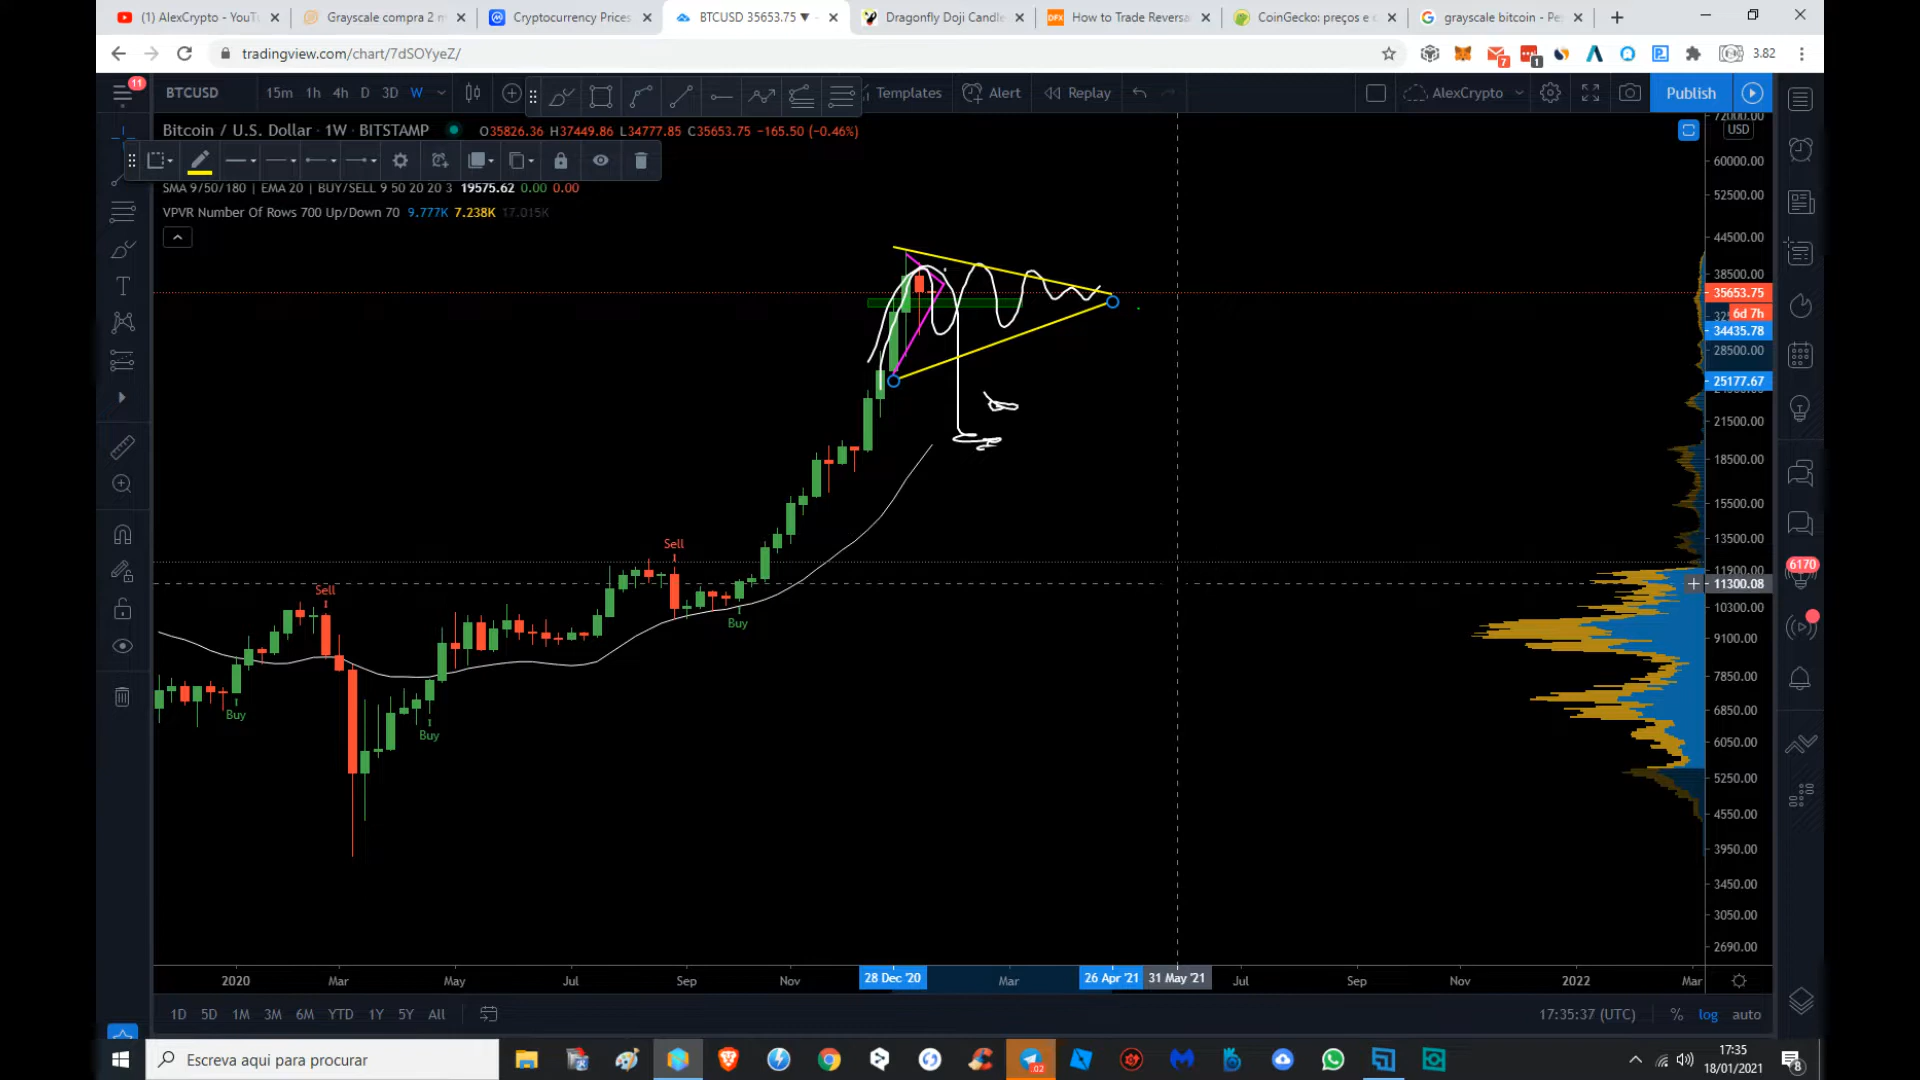 (1) AlexCrypto - YouTu
Grayscale compra 2 m
Cryptocurrency Prices
BTCUSD 35653.75 ▼
Dragonfly Doji Candle
How to Trade Reversa
CoinGecko: preços e c
grayscale bitcoin - Pe
tradingview.com/chart/7dSOYyeZ/
7
1
3.82
11
BTCUSD
15m 1h 4h D 3D W
Templates
Alert
Replay
AlexCrypto
Publish
Bitcoin / U.S. Dollar · 1W · BITSTAMP
O35826.36 H37449.86 L34777.85 C35653.75 -165.50 (-0.46%)
SMA 9/50/180 | EMA 20 | BUY/SELL 9 50 20 20 3 19575.62 0.00 0.00
VPVR Number Of Rows 700 Up/Down 70 9.777K 7.238K 17.015K
72000.00
USD
60000.00
52500.00
44500.00
38500.00
35653.75
6d 7h
34435.78
28500.00
25177.67
21500.00
18500.00
15500.00
13500.00
11900.00
11300.08
10300.00
9100.00
7850.00
6850.00
6050.00
5250.00
4550.00
3950.00
3450.00
3050.00
2690.00
6170
Sell
Sell
Buy
Buy
Buy
2020 Mar May Jul Sep Nov 28 Dec '20 Mar 26 Apr '21 31 May '21 Jul Sep Nov 2022 Mar
1D 5D 1M 3M 6M YTD 1Y 5Y All
17:35:37 (UTC)
% log auto
Escreva aqui para procurar
02
17:35
18/01/2021
8